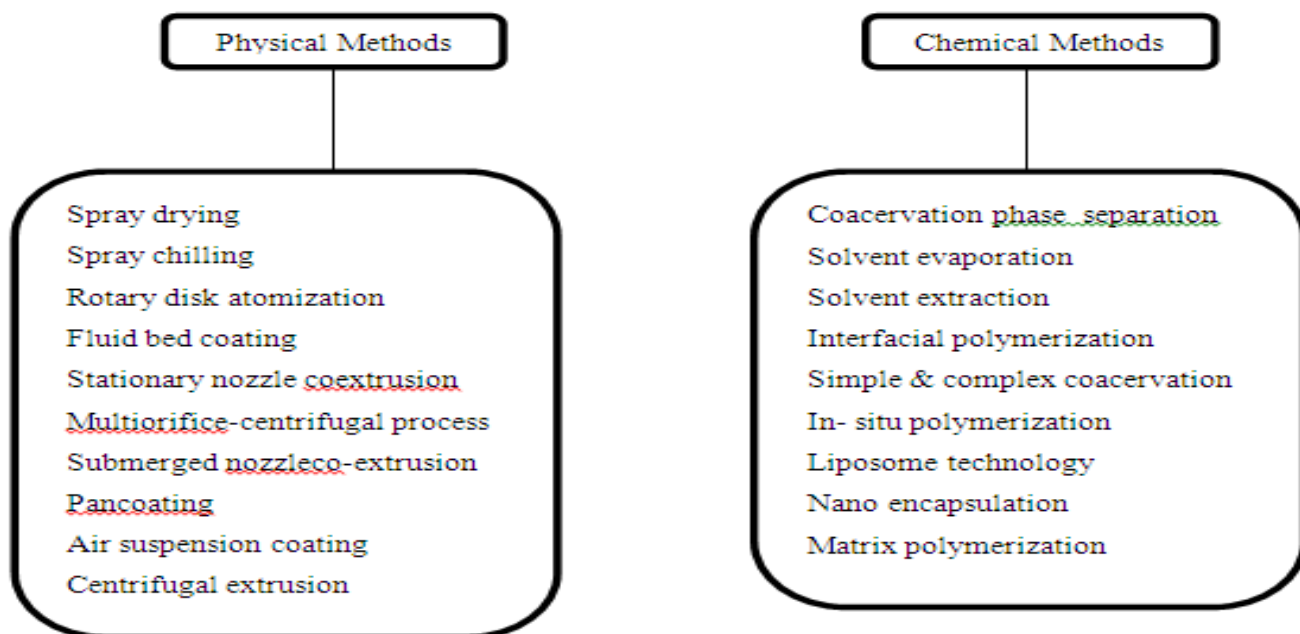 Physical Methods
Spray drying
Spray chilling
Rotary disk atomization
Fluid bed coating
Stationary nozzle coextrusion
Multiorifice-centrifugal process
Submerged nozzleco-extrusion
Pancoating
Air suspension coating
Centrifugal extrusion
Chemical Methods
Coacervation phase separation
Solvent evaporation
Solvent extraction
Interfacial polymerization
Simple & complex coacervation
In- situ polymerization
Liposome technology
Nano encapsulation
Matrix polymerization